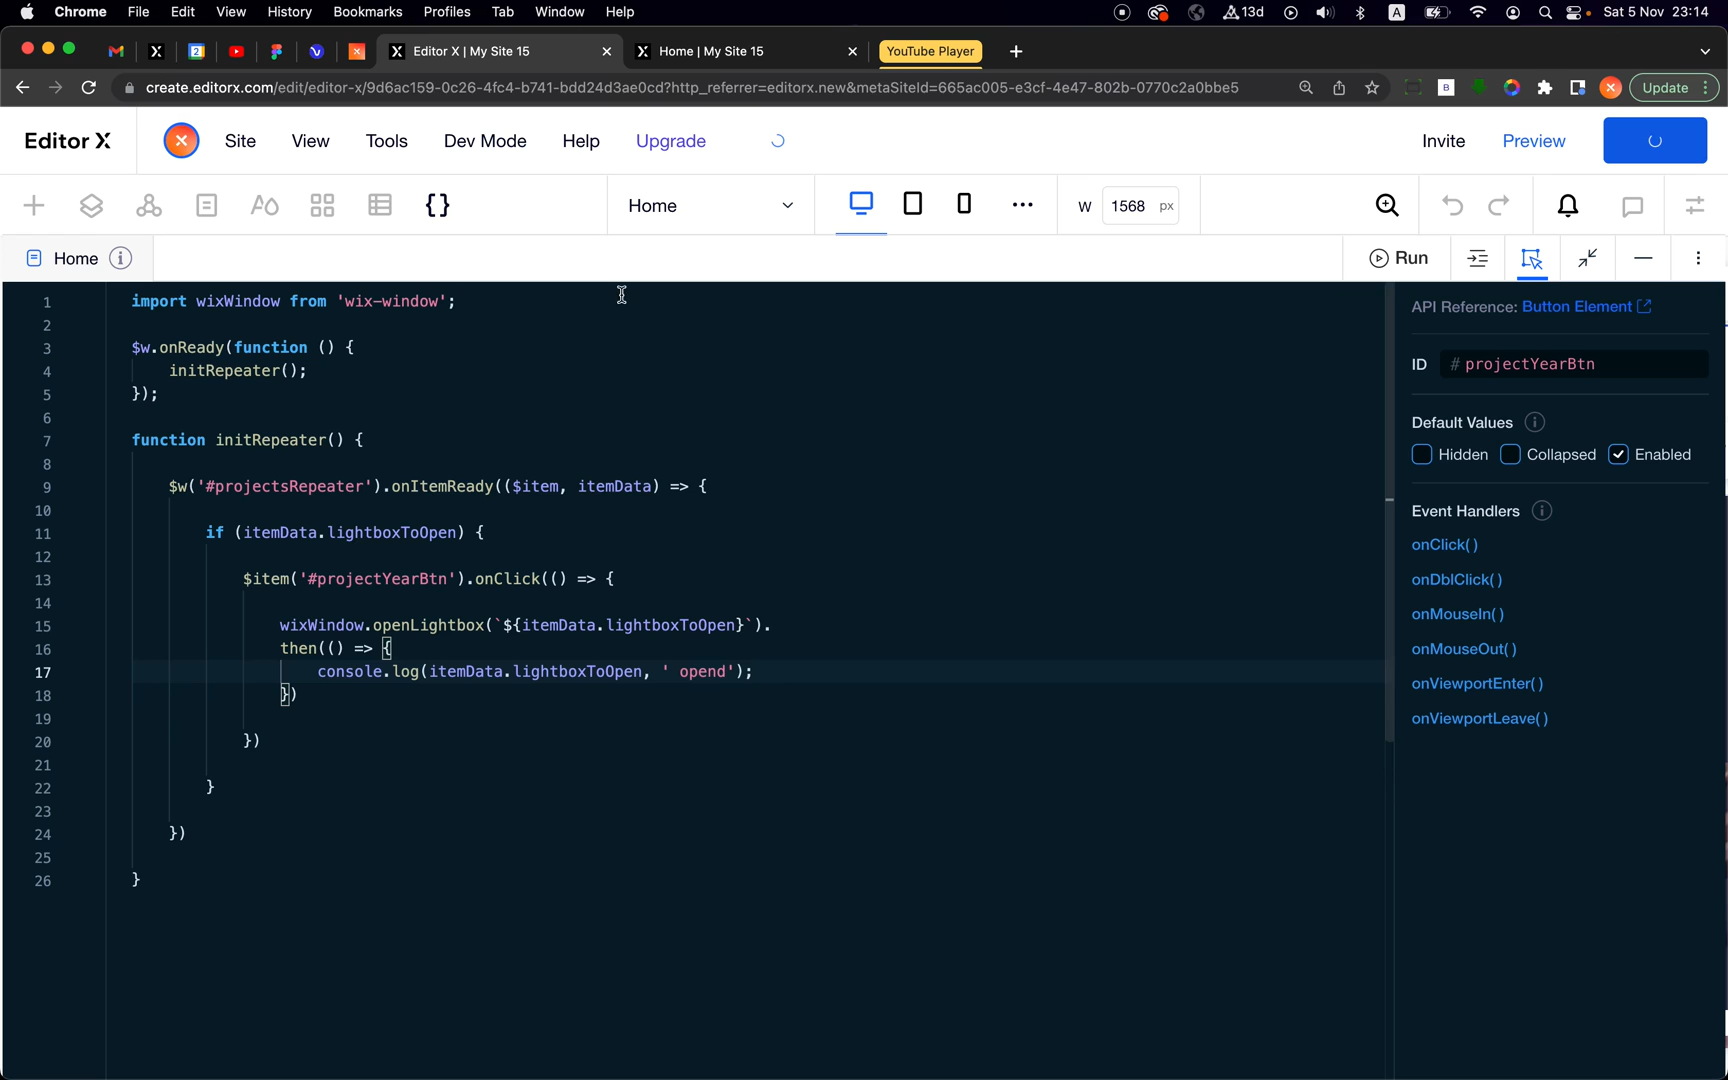 Chrome File Edit View History Bookmarks Profiles Tab Window Help 13d A Sat 5 Nov 23:14
2 Editor X | My Site 15 Home | My Site 15 YouTube Player
create.editorx.com/edit/editor-x/9d6ac159-0c26-4fc4-b741-bdd24d3ae0cd?http_referrer=editorx.new&metaSiteId=665ac005-e3cf-4e47-802b-0770c2a0bbe5 B Update
Editor X Site View Tools Dev Mode Help Upgrade Invite Preview
{} Home W 1568 px
Home Run
1 import wixWindow from 'wix-window';
2
3 $w.onReady(function () {
4 initRepeater();
5 });
6
7 function initRepeater() {
8
9 $w('#projectsRepeater').onItemReady(($item, itemData) => {
10
11 if (itemData.lightboxToOpen) {
12
13 $item('#projectYearBtn').onClick(() => {
14
15 wixWindow.openLightbox(`${itemData.lightboxToOpen}`).
16 then(() => {
17 console.log(itemData.lightboxToOpen, ' opend');
18 })
19
20 })
21
22 }
23
24 })
25
26 }
API Reference: Button Element
ID # projectYearBtn
Default Values
Hidden Collapsed Enabled
Event Handlers
onClick()
onDblClick()
onMouseIn()
onMouseOut()
onViewportEnter()
onViewportLeave()